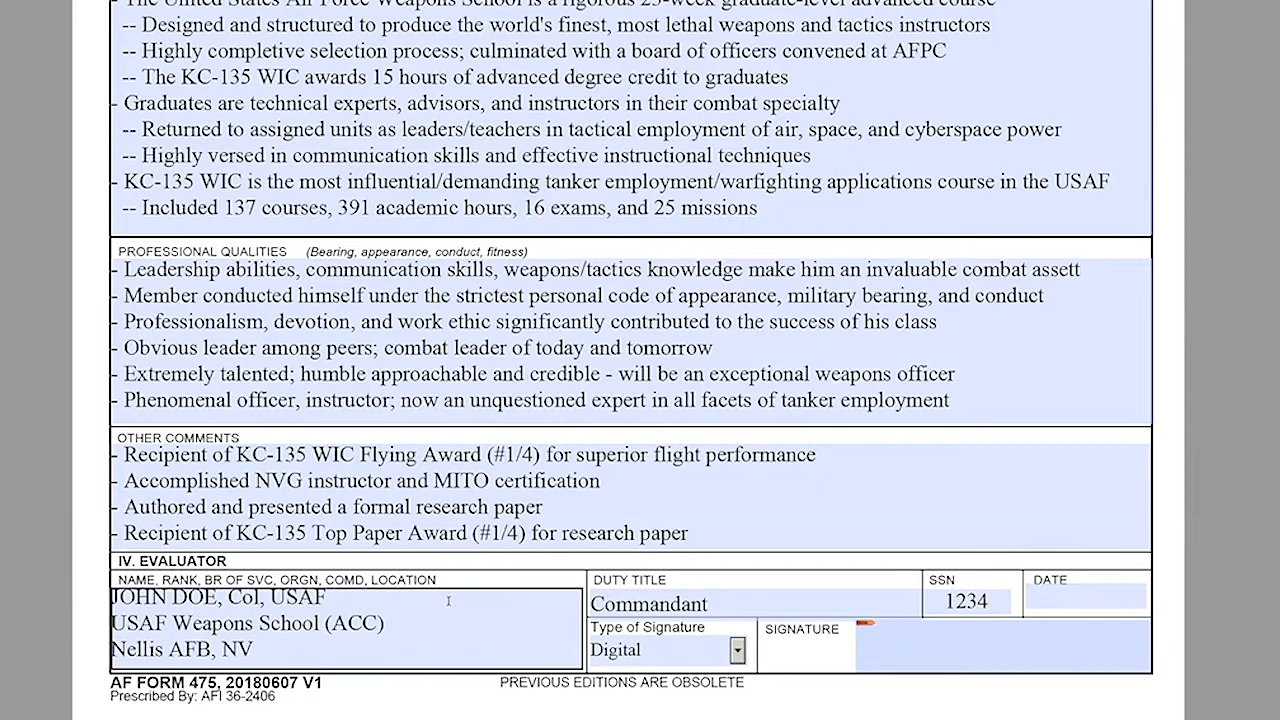 - The United States Air Force Weapons School is a rigorous 23-week graduate-level advanced course
-- Designed and structured to produce the world's finest, most lethal weapons and tactics instructors
-- Highly completive selection process; culminated with a board of officers convened at AFPC
-- The KC-135 WIC awards 15 hours of advanced degree credit to graduates
- Graduates are technical experts, advisors, and instructors in their combat specialty
-- Returned to assigned units as leaders/teachers in tactical employment of air, space, and cyberspace power
-- Highly versed in communication skills and effective instructional techniques
- KC-135 WIC is the most influential/demanding tanker employment/warfighting applications course in the USAF
-- Included 137 courses, 391 academic hours, 16 exams, and 25 missions
PROFESSIONAL QUALITIES (Bearing, appearance, conduct, fitness)
- Leadership abilities, communication skills, weapons/tactics knowledge make him an invaluable combat assett
- Member conducted himself under the strictest personal code of appearance, military bearing, and conduct
- Professionalism, devotion, and work ethic significantly contributed to the success of his class
- Obvious leader among peers; combat leader of today and tomorrow
- Extremely talented; humble approachable and credible - will be an exceptional weapons officer
- Phenomenal officer, instructor; now an unquestioned expert in all facets of tanker employment
OTHER COMMENTS
- Recipient of KC-135 WIC Flying Award (#1/4) for superior flight performance
- Accomplished NVG instructor and MITO certification
- Authored and presented a formal research paper
- Recipient of KC-135 Top Paper Award (#1/4) for research paper
IV. EVALUATOR
NAME, RANK, BR OF SVC, ORGN, COMD, LOCATION
JOHN DOE, Col, USAF
USAF Weapons School (ACC)
Nellis AFB, NV
DUTY TITLE
Commandant
SSN
1234
DATE
Type of Signature
Digital
SIGNATURE
AF FORM 475, 20180607 V1
PREVIOUS EDITIONS ARE OBSOLETE
Prescribed By: AFI 36-2406